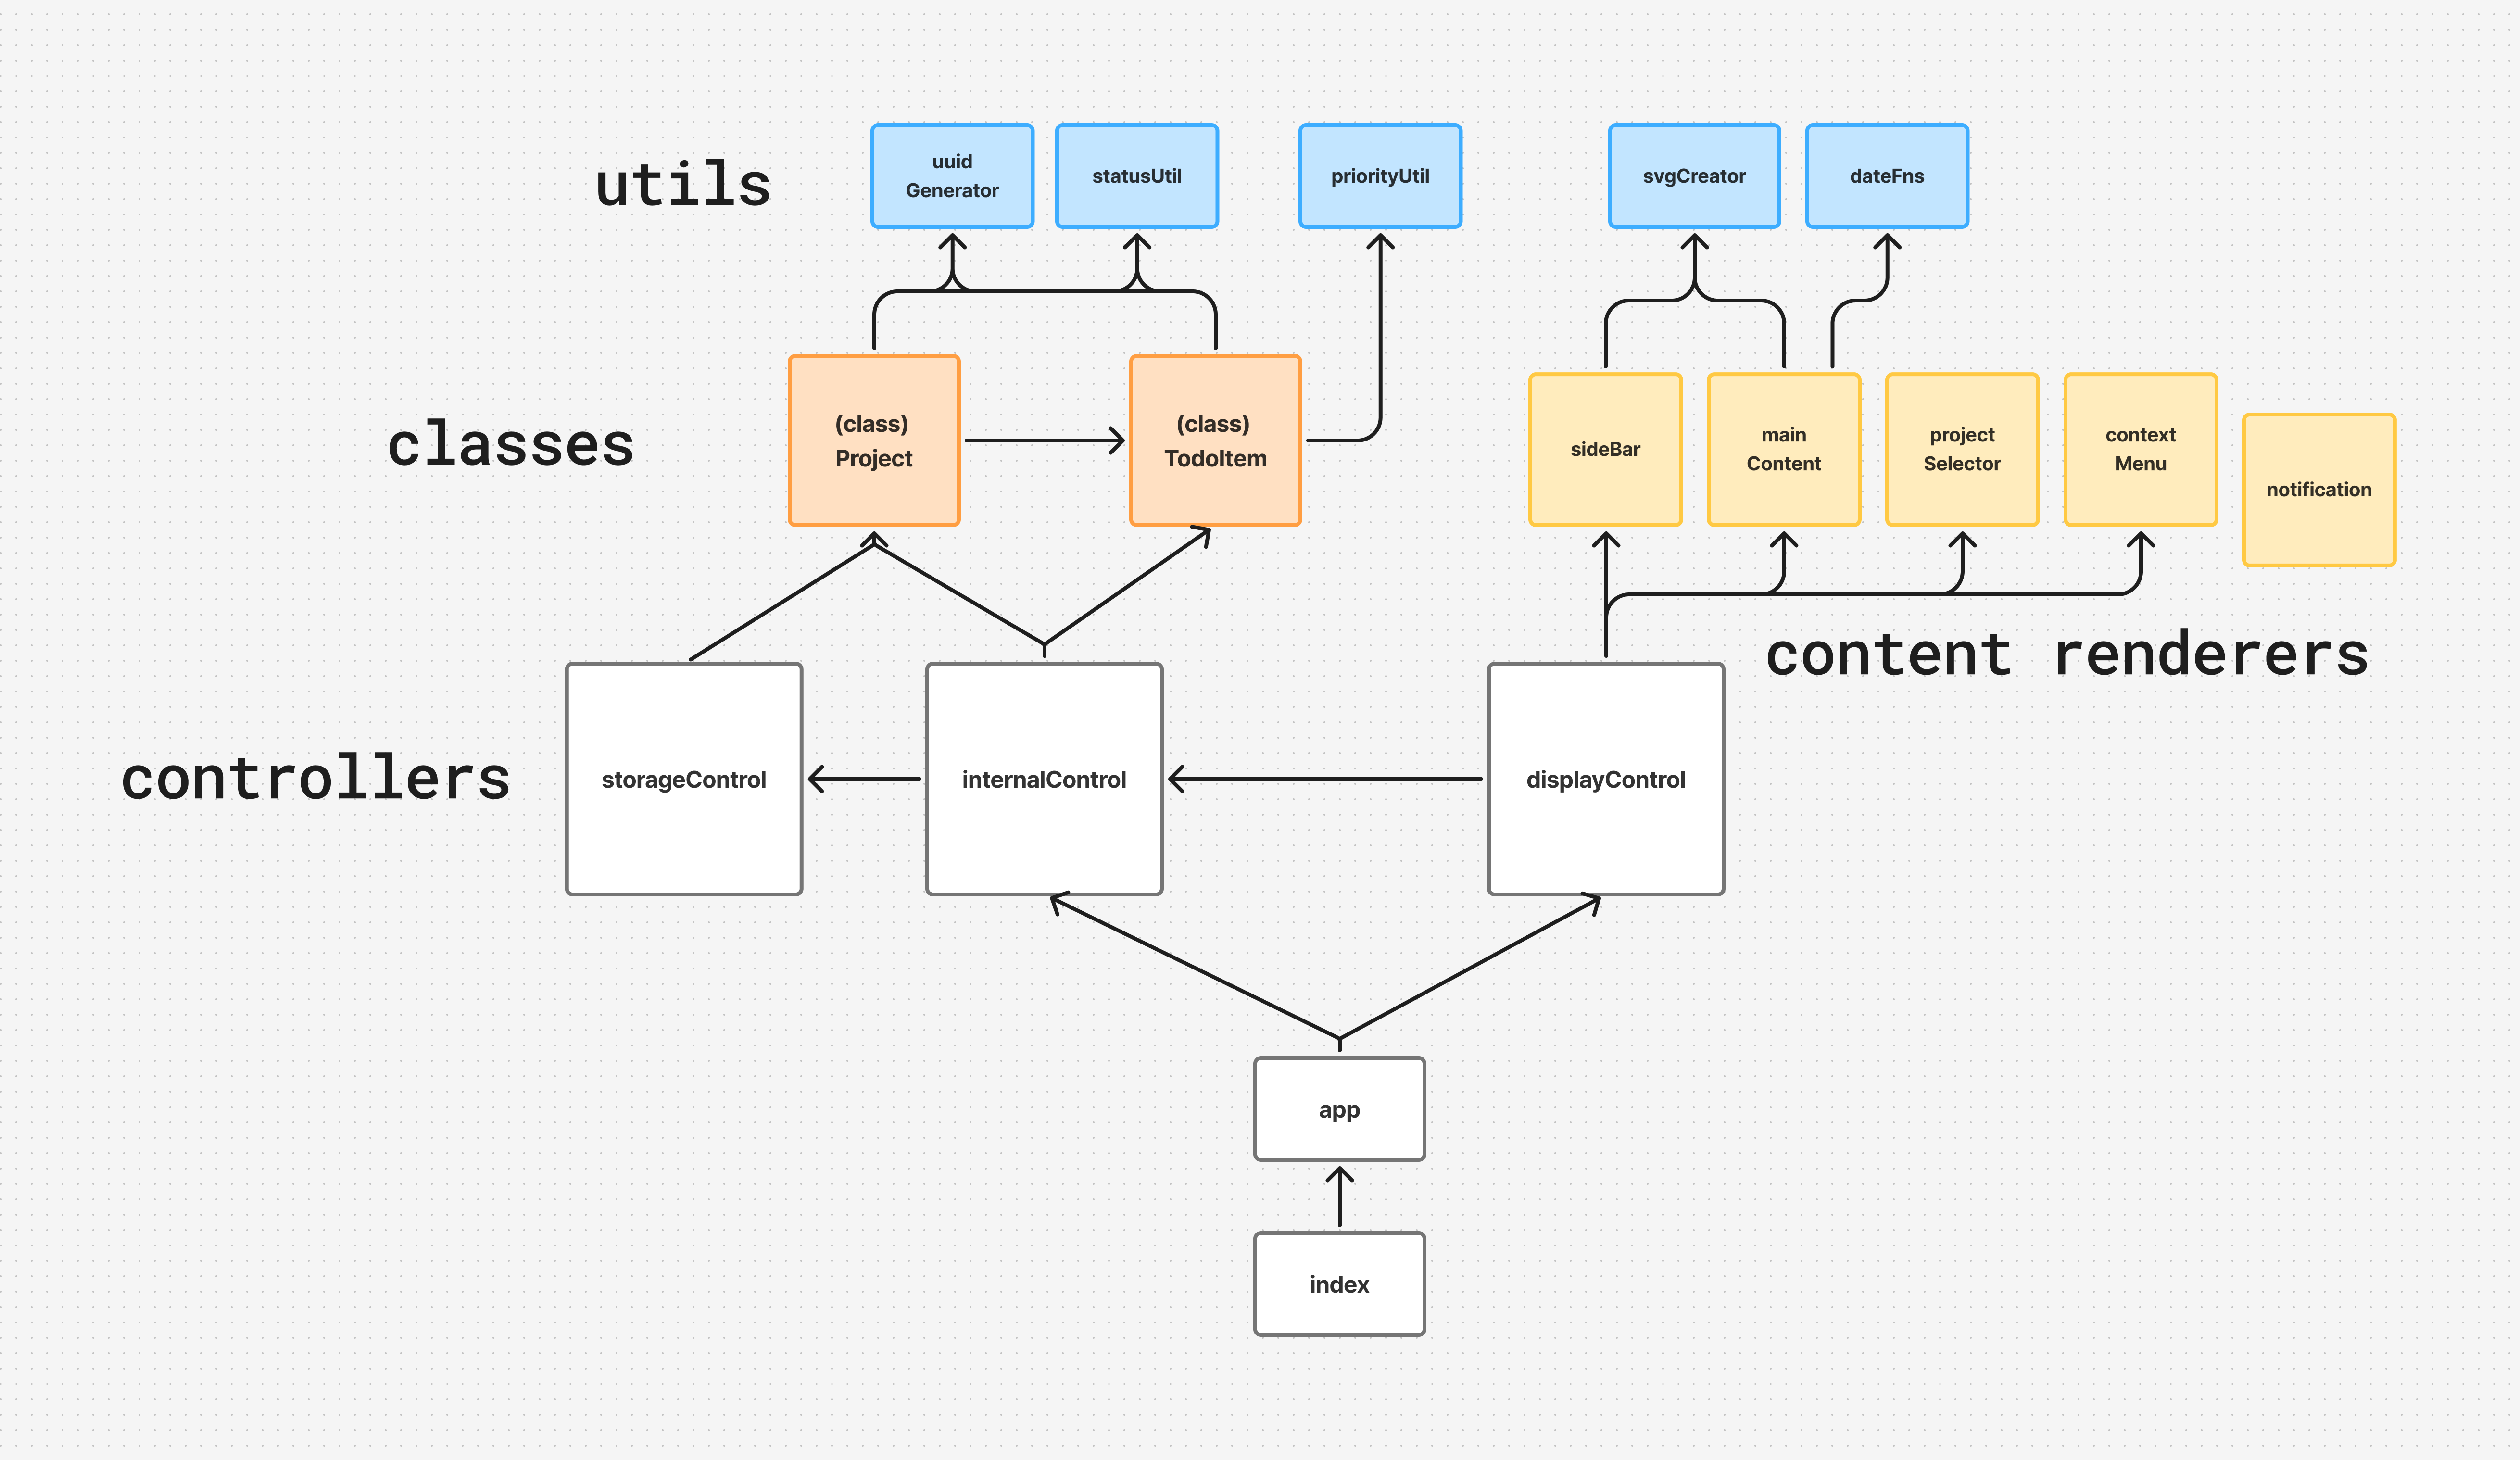 utils
uuid
Generator
statusUtil
priorityUtil
svgCreator
dateFns
classes
(class)
Project
(class)
TodoItem
sideBar
main
Content
project
Selector
context
Menu
notification
content renderers
controllers
storageControl
internalControl
displayControl
app
index